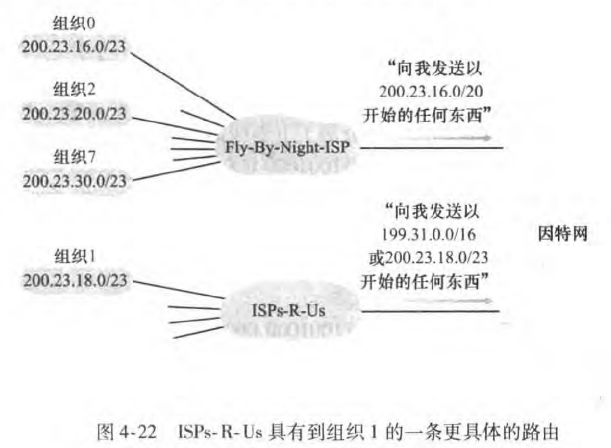 组织0
200.23.16.0/23
组织2
200.23.20.0/23
组织7
200.23.30.0/23
Fly-By-Night-ISP
“向我发送以
200.23.16.0/20
开始的任何东西”
组织1
200.23.18.0/23
ISPs-R-Us
“向我发送以
199.31.0.0/16
或200.23.18.0/23
开始的任何东西”
因特网
图 4-22 ISPs-R-Us 具有到组织 1 的一条更具体的路由